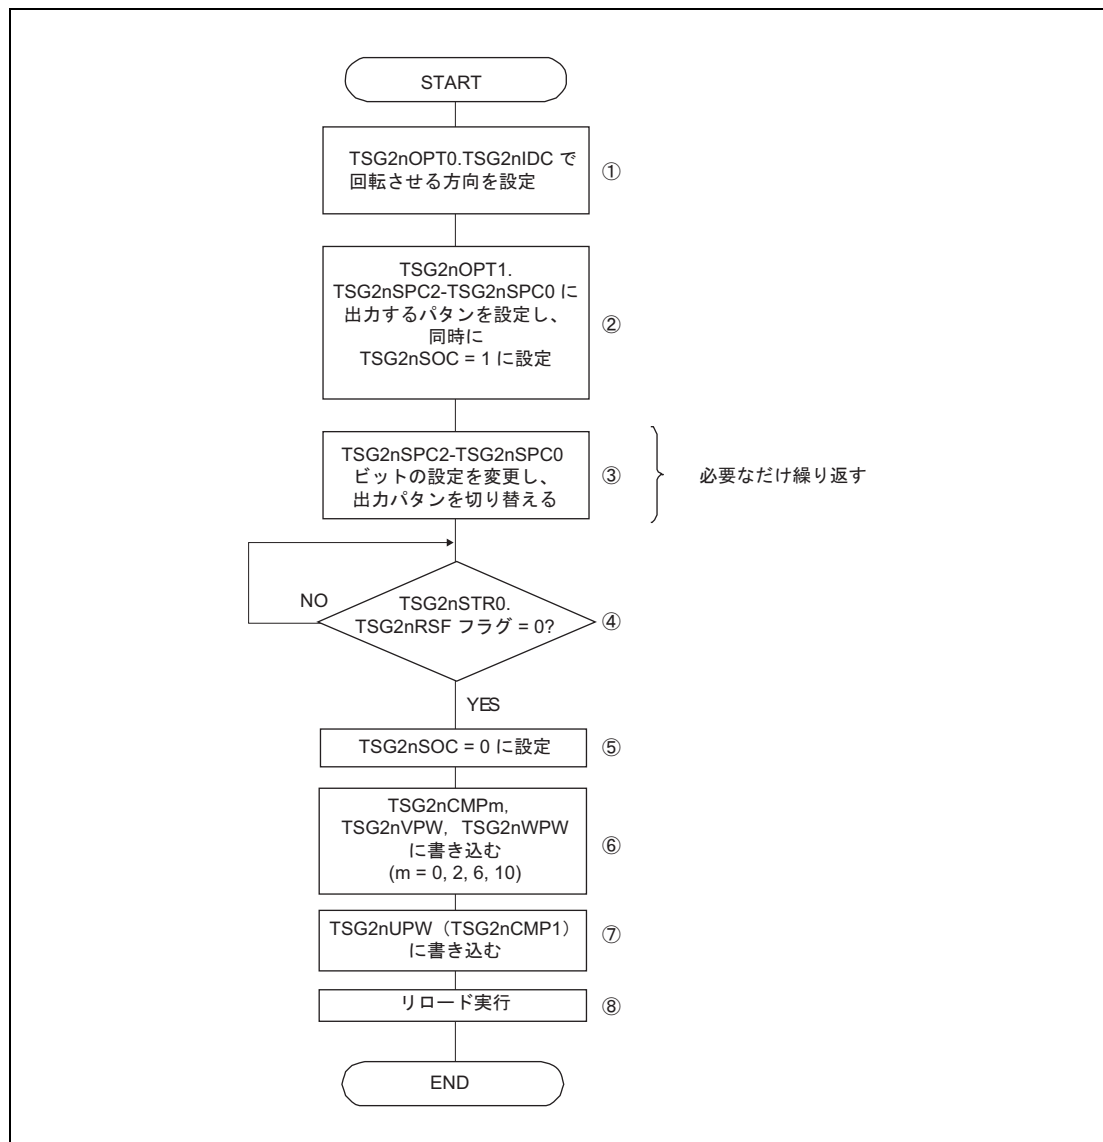 START
TSG2nOPT0.TSG2nIDC で
回転させる方向を設定
①
TSG2nOPT1.
TSG2nSPC2-TSG2nSPC0 に
出力するパタンを設定し、
同時に
TSG2nSOC = 1 に設定
②
TSG2nSPC2-TSG2nSPC0
ビットの設定を変更し、
出力パタンを切り替える
③
必要なだけ繰り返す
NO
TSG2nSTR0.
TSG2nRSF フラグ = 0?
④
YES
TSG2nSOC = 0 に設定
⑤
TSG2nCMPm,
TSG2nVPW, TSG2nWPW
に書き込む
(m = 0, 2, 6, 10)
⑥
TSG2nUPW（TSG2nCMP1）
に書き込む
⑦
リロード実行
⑧
END